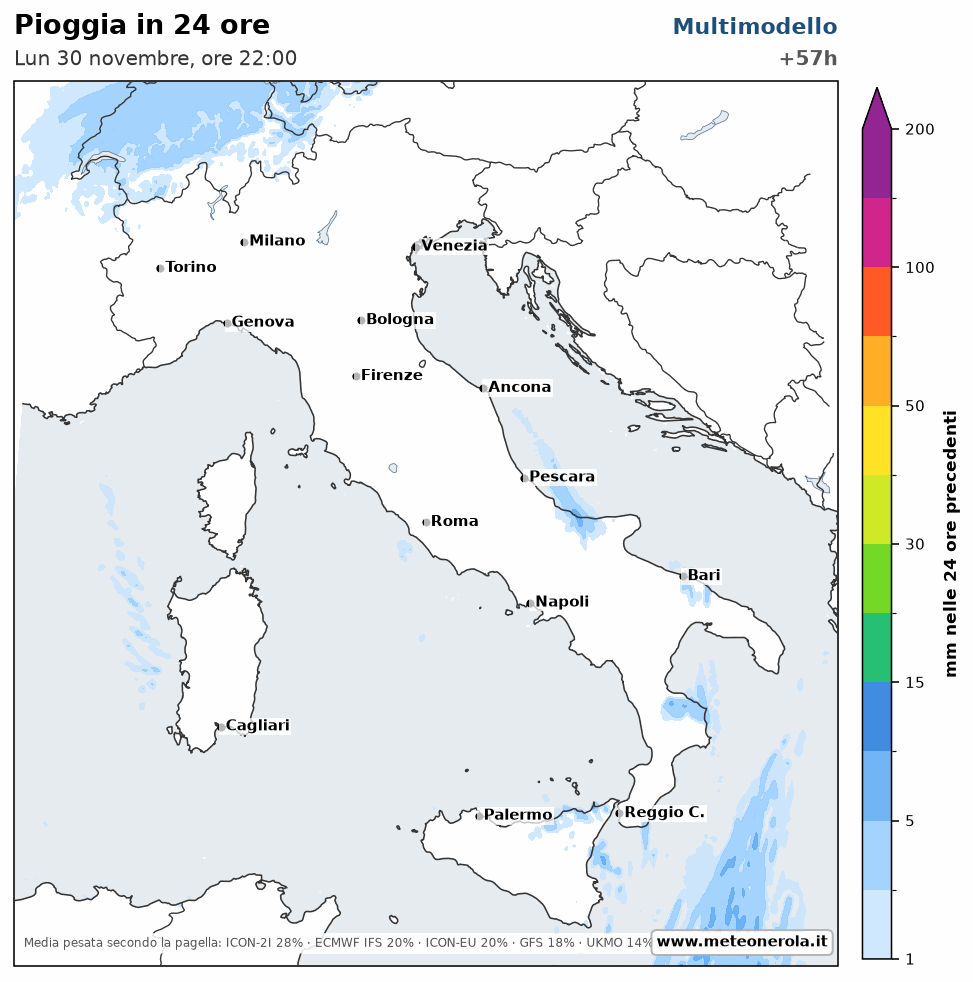 Pioggia in 24 ore
Multimodello
Lun 30 novembre, ore 22:00
+57h
200
100
50
30
15
5
1
mm nelle 24 ore precedenti
Milano
Venezia
Torino
Genova
Bologna
Firenze
Ancona
Pescara
Roma
Bari
Napoli
Cagliari
Palermo
Reggio C.
Media pesata secondo la pagella: ICON-2I 28% · ECMWF IFS 20% · ICON-EU 20% · GFS 18% · UKMO 14%
www.meteonerola.it